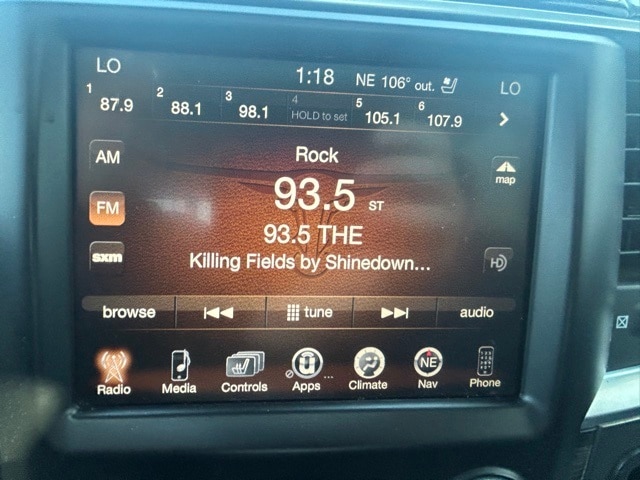 LO 1:18 NE 106° out. LO
1 87.9 2 88.1 3 98.1 4 HOLD to set 5 105.1 6 107.9
AM Rock map
FM 93.5 ST
93.5 THE
sxm Killing Fields by Shinedown... HD
browse tune audio
Radio Media Controls Apps ... Climate NE Nav Phone